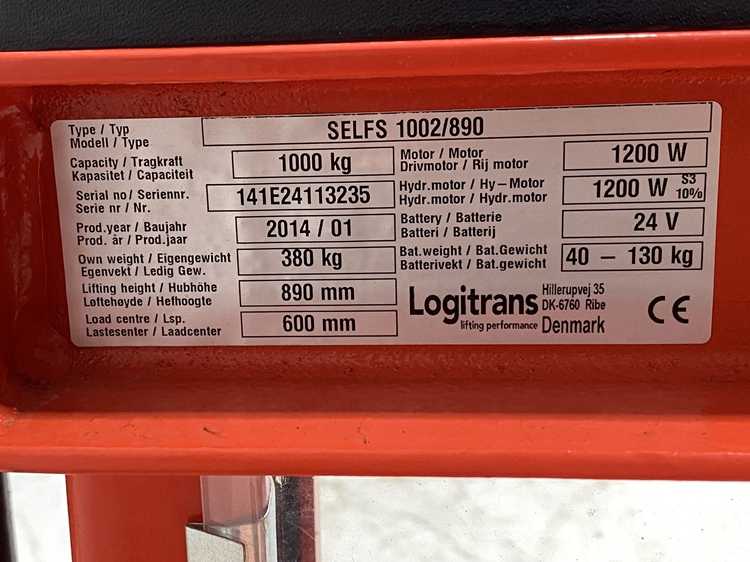 Type / Typ
Modell / Type
SELFS 1002/890
Capacity / Tragkraft
Kapasitet / Capaciteit
1000 kg
Serial no/ Seriennr.
Serie nr / Nr.
141E24113235
Prod.year / Baujahr
Prod. år / Prod.jaar
2014 / 01
Own weight / Eigengewicht
Egenvekt / Ledig Gew.
380 kg
Lifting height / Hubhöhe
Løftehøyde / Hefhoogte
890 mm
Load centre / Lsp.
Lastesenter / Laadcenter
600 mm
Motor / Motor
Drivmotor / Rij motor
1200 W
Hydr.motor / Hy–Motor
Hydr.motor / Hydr.motor
1200 W S3 10%
Battery / Batterie
Batteri / Batterij
24 V
Bat.weight / Bat.Gewicht
Batterivekt / Bat.gewicht
40 – 130 kg
Logitrans
lifting performance
Hillerupvej 35
DK-6760 Ribe
Denmark
CE